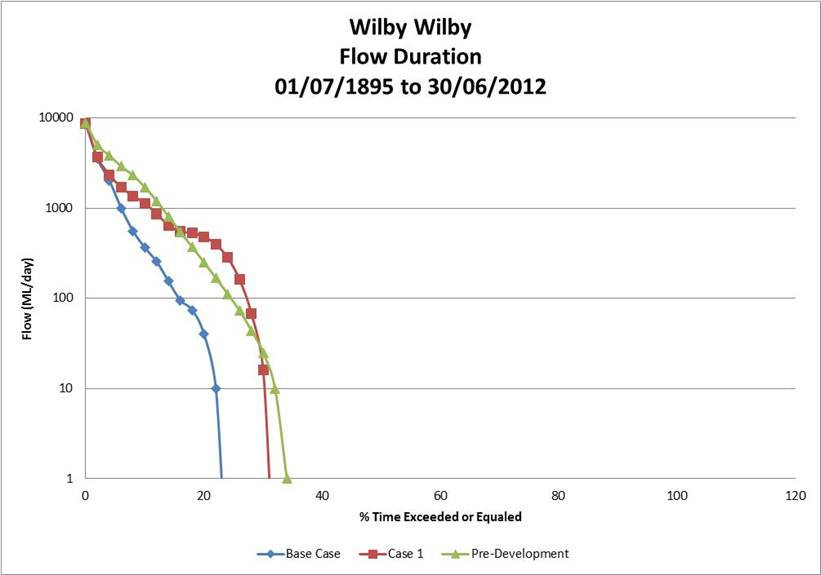 Wilby Wilby
Flow Duration
01/07/1895 to 30/06/2012
10000
1000
100
10
1
Flow (ML/day)
0 20 40 60 80 100 120
% Time Exceeded or Equaled
Base Case Case 1 Pre-Development